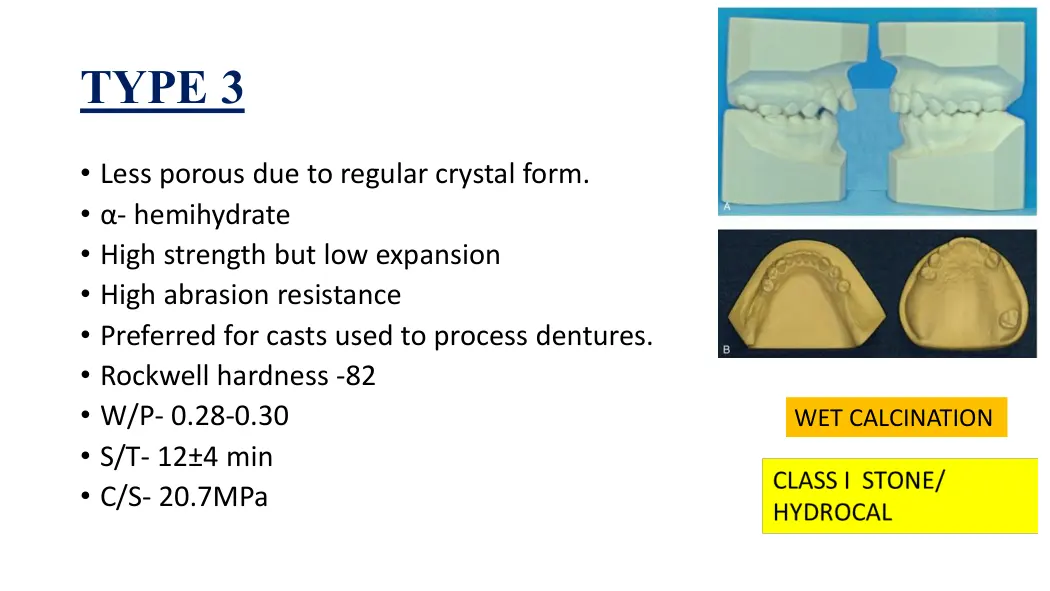 TYPE 3
• Less porous due to regular crystal form.
• α- hemihydrate
• High strength but low expansion
• High abrasion resistance
• Preferred for casts used to process dentures.
• Rockwell hardness -82
• W/P- 0.28-0.30
• S/T- 12±4 min
• C/S- 20.7MPa
A
B
WET CALCINATION
CLASS I  STONE/
HYDROCAL